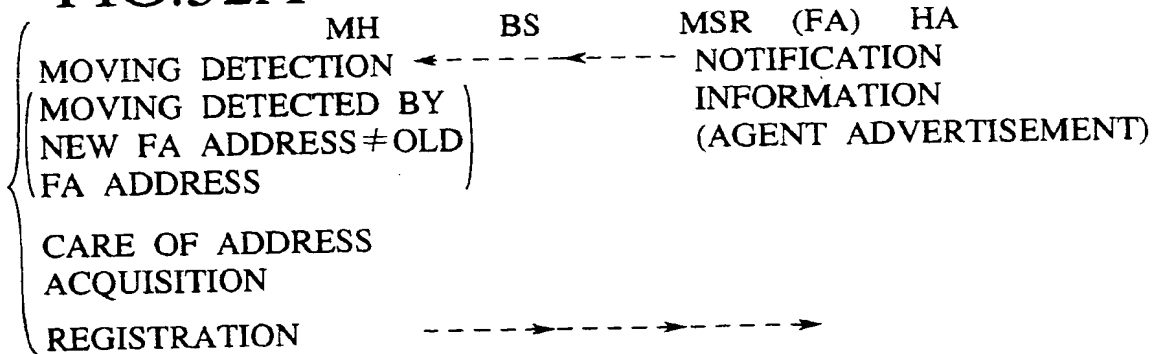 MH BS MSR (FA) HA
MOVING DETECTION NOTIFICATION
(MOVING DETECTED BY INFORMATION
NEW FA ADDRESS≠OLD (AGENT ADVERTISEMENT)
FA ADDRESS)
CARE OF ADDRESS
ACQUISITION
REGISTRATION